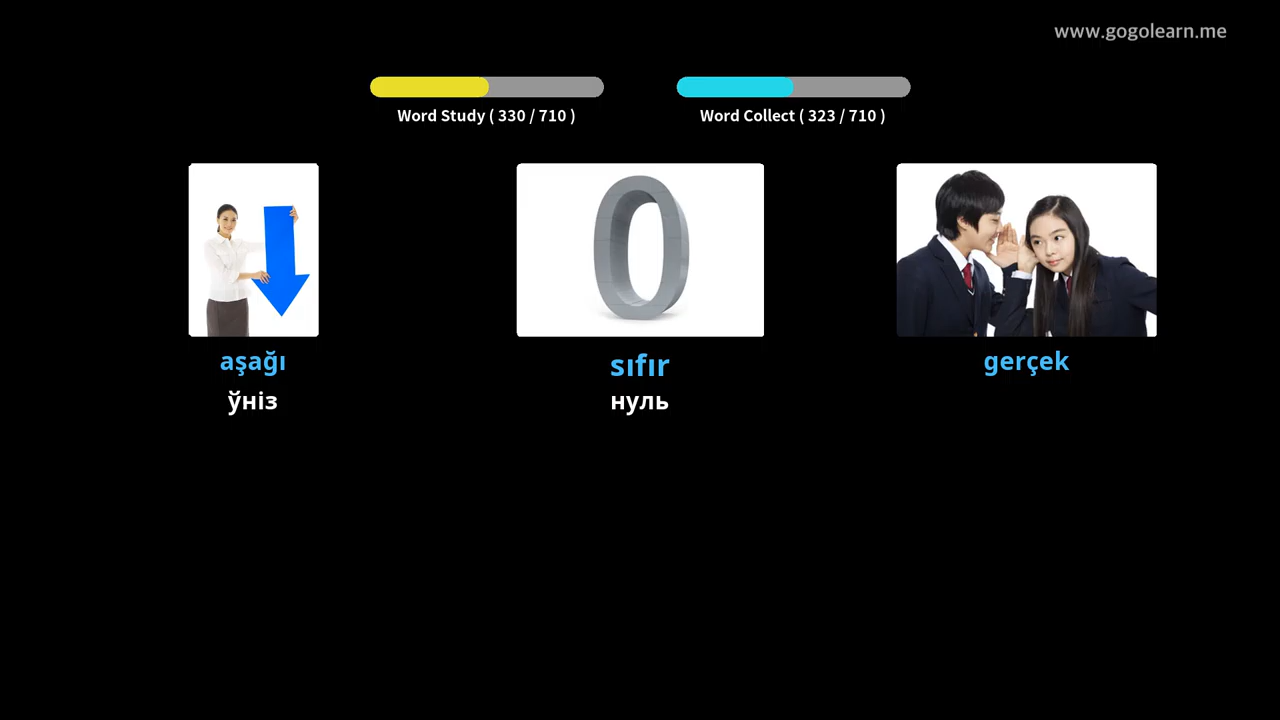 www.gogolearn.me
Word Study ( 330 / 710 )
Word Collect ( 323 / 710 )
aşağı
ўніз
sıfır
нуль
gerçek